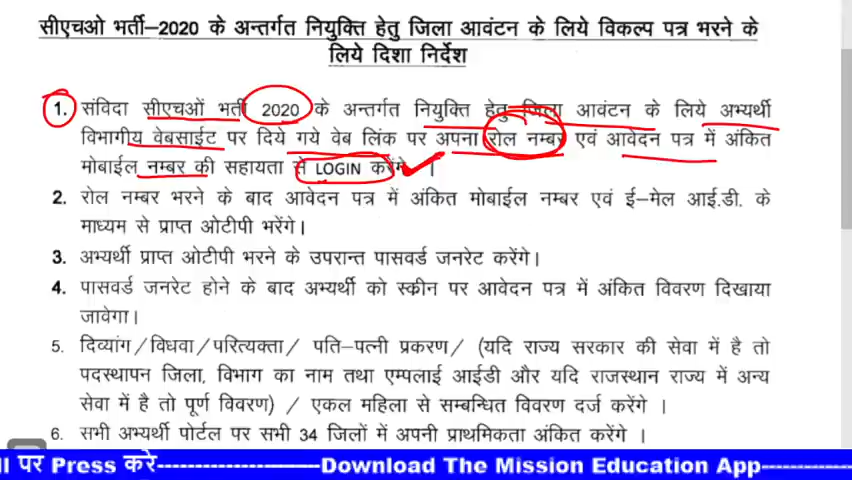 सीएचओ भर्ती–2020 के अन्तर्गत नियुक्ति हेतु जिला आवंटन के लिये विकल्प पत्र भरने के
लिये दिशा निर्देश
1. संविदा सीएचओं भर्ती 2020 के अन्तर्गत नियुक्ति हेतु जिला आवंटन के लिये अभ्यर्थी
विभागीय वेबसाईट पर दिये गये वेब लिंक पर अपना रोल नम्बर एवं आवेदन पत्र में अंकित
मोबाईल नम्बर की सहायता से LOGIN करेंगे ।
2. रोल नम्बर भरने के बाद आवेदन पत्र में अंकित मोबाईल नम्बर एवं ई–मेल आई.डी. के
माध्यम से प्राप्त ओटीपी भरेंगे।
3. अभ्यर्थी प्राप्त ओटीपी भरने के उपरान्त पासवर्ड जनरेट करेंगे।
4. पासवर्ड जनरेट होने के बाद अभ्यर्थी को स्क्रीन पर आवेदन पत्र में अंकित विवरण दिखाया
जावेगा।
5. दिव्यांग/विधवा/परित्यक्ता/ पति–पत्नी प्रकरण/ (यदि राज्य सरकार की सेवा में है तो
पदस्थापन जिला, विभाग का नाम तथा एम्पलाई आईडी और यदि राजस्थान राज्य में अन्य
सेवा में है तो पूर्ण विवरण) / एकल महिला से सम्बन्धित विवरण दर्ज करेंगे ।
6. सभी अभ्यर्थी पोर्टल पर सभी 34 जिलों में अपनी प्राथमिकता अंकित करेंगे ।
ll पर Press करे----------------------Download The Mission Education App------------